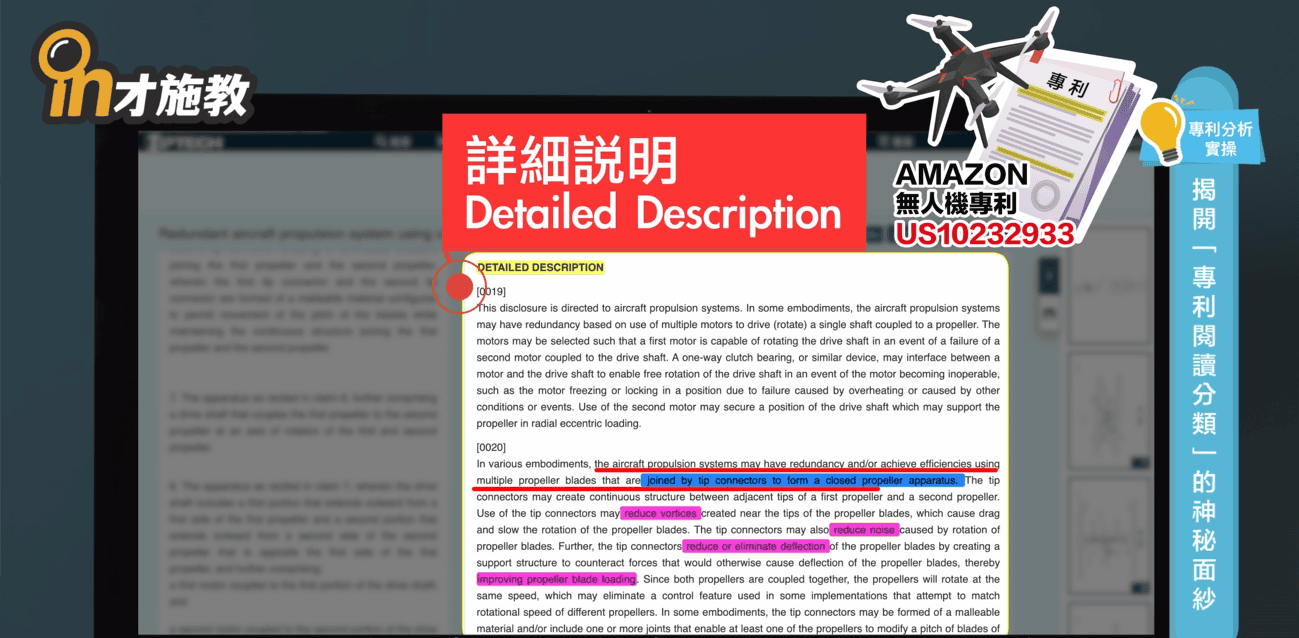 in才施教
詳細説明
Detailed Description
專利
AMAZON
無人機專利
US10232933
專利分析
實操
揭開「專利閱讀分類」的神秘面紗
DETAILED DESCRIPTION
[0019]
This disclosure is directed to aircraft propulsion systems. In some embodiments, the aircraft propulsion systems
may have redundancy based on use of multiple motors to drive (rotate) a single shaft coupled to a propeller. The
motors may be selected such that a first motor is capable of rotating the drive shaft in an event of a failure of a
second motor coupled to the drive shaft. A one-way clutch bearing, or similar device, may interface between a
motor and the drive shaft to enable free rotation of the drive shaft in an event of the motor becoming inoperable,
such as the motor freezing or locking in a position due to failure caused by overheating or caused by other
conditions or events. Use of the second motor may secure a position of the drive shaft which may support the
propeller in radial eccentric loading.
[0020]
In various embodiments, the aircraft propulsion systems may have redundancy and/or achieve efficiencies using
multiple propeller blades that are joined by tip connectors to form a closed propeller apparatus. The tip
connectors may create continuous structure between adjacent tips of a first propeller and a second propeller.
Use of the tip connectors may reduce vortices created near the tips of the propeller blades, which cause drag
and slow the rotation of the propeller blades. The tip connectors may also reduce noise caused by rotation of
propeller blades. Further, the tip connectors reduce or eliminate deflection of the propeller blades by creating a
support structure to counteract forces that would otherwise cause deflection of the propeller blades, thereby
improving propeller blade loading. Since both propellers are coupled together, the propellers will rotate at the
same speed, which may eliminate a control feature used in some implementations that attempt to match
rotational speed of different propellers. In some embodiments, the tip connectors may be formed of a malleable
material and/or include one or more joints that enable at least one of the propellers to modify a pitch of blades of